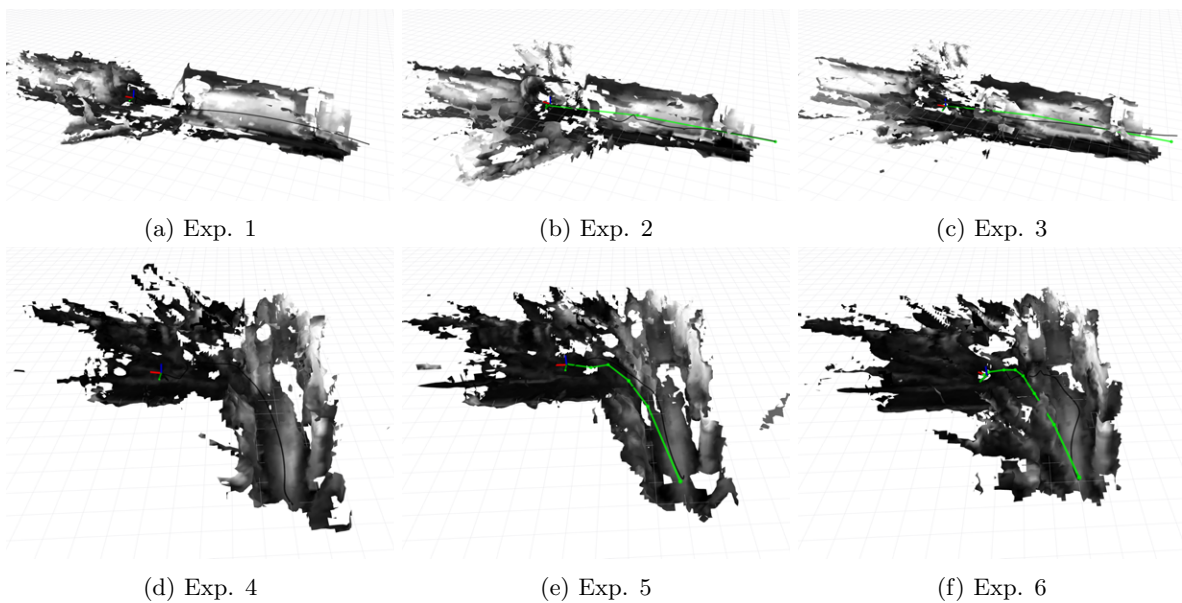 (a) Exp. 1
(b) Exp. 2
(c) Exp. 3
(d) Exp. 4
(e) Exp. 5
(f) Exp. 6